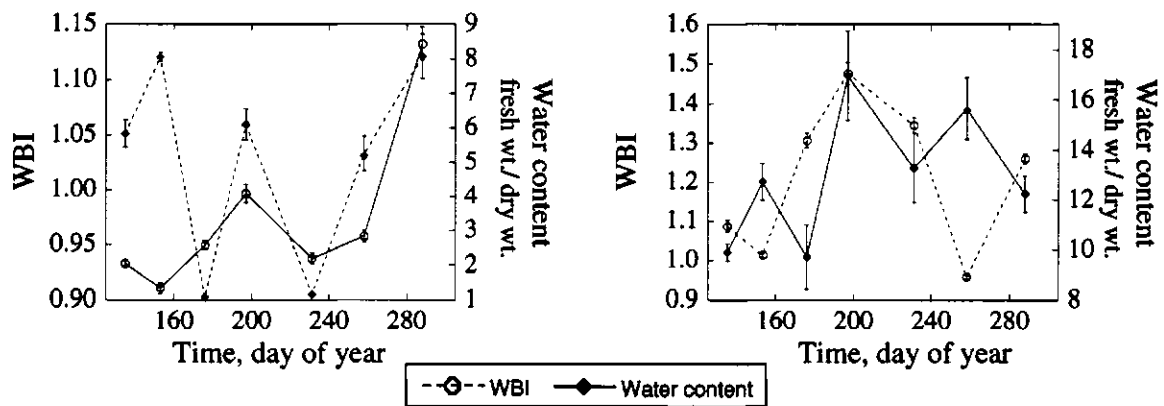 1.15
1.10
1.05
1.00
0.95
0.90
WBI
9
8
7
6
5
4
3
2
1
Water content
fresh wt./ dry wt.
160 200 240 280
Time, day of year
1.6
1.5
1.4
1.3
1.2
1.1
1.0
0.9
WBI
18
16
14
12
10
8
Water content
fresh wt./ dry wt.
160 200 240 280
Time, day of year
WBI Water content